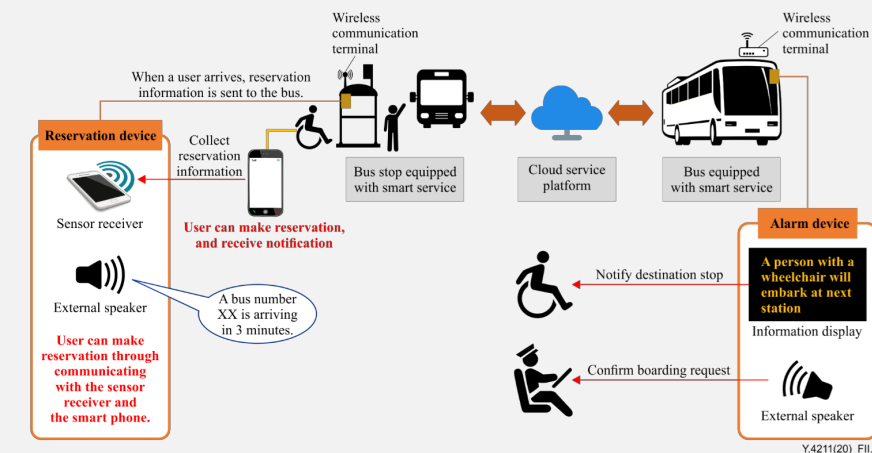 Wireless
communication
terminal
Wireless
communication
terminal
When a user arrives, reservation
information is sent to the bus.
Reservation device
Collect
reservation
information
Bus stop equipped
with smart service
Cloud service
platform
Bus equipped
with smart service
Sensor receiver
User can make reservation,
and receive notification
Alarm device
A person with a
wheelchair will
embark at next
station
Notify destination stop
Information display
External speaker
A bus number
XX is arriving
in 3 minutes.
User can make
reservation through
communicating
with the sensor
receiver and
the smart phone.
Confirm boarding request
External speaker
Y.4211(20)_FII.